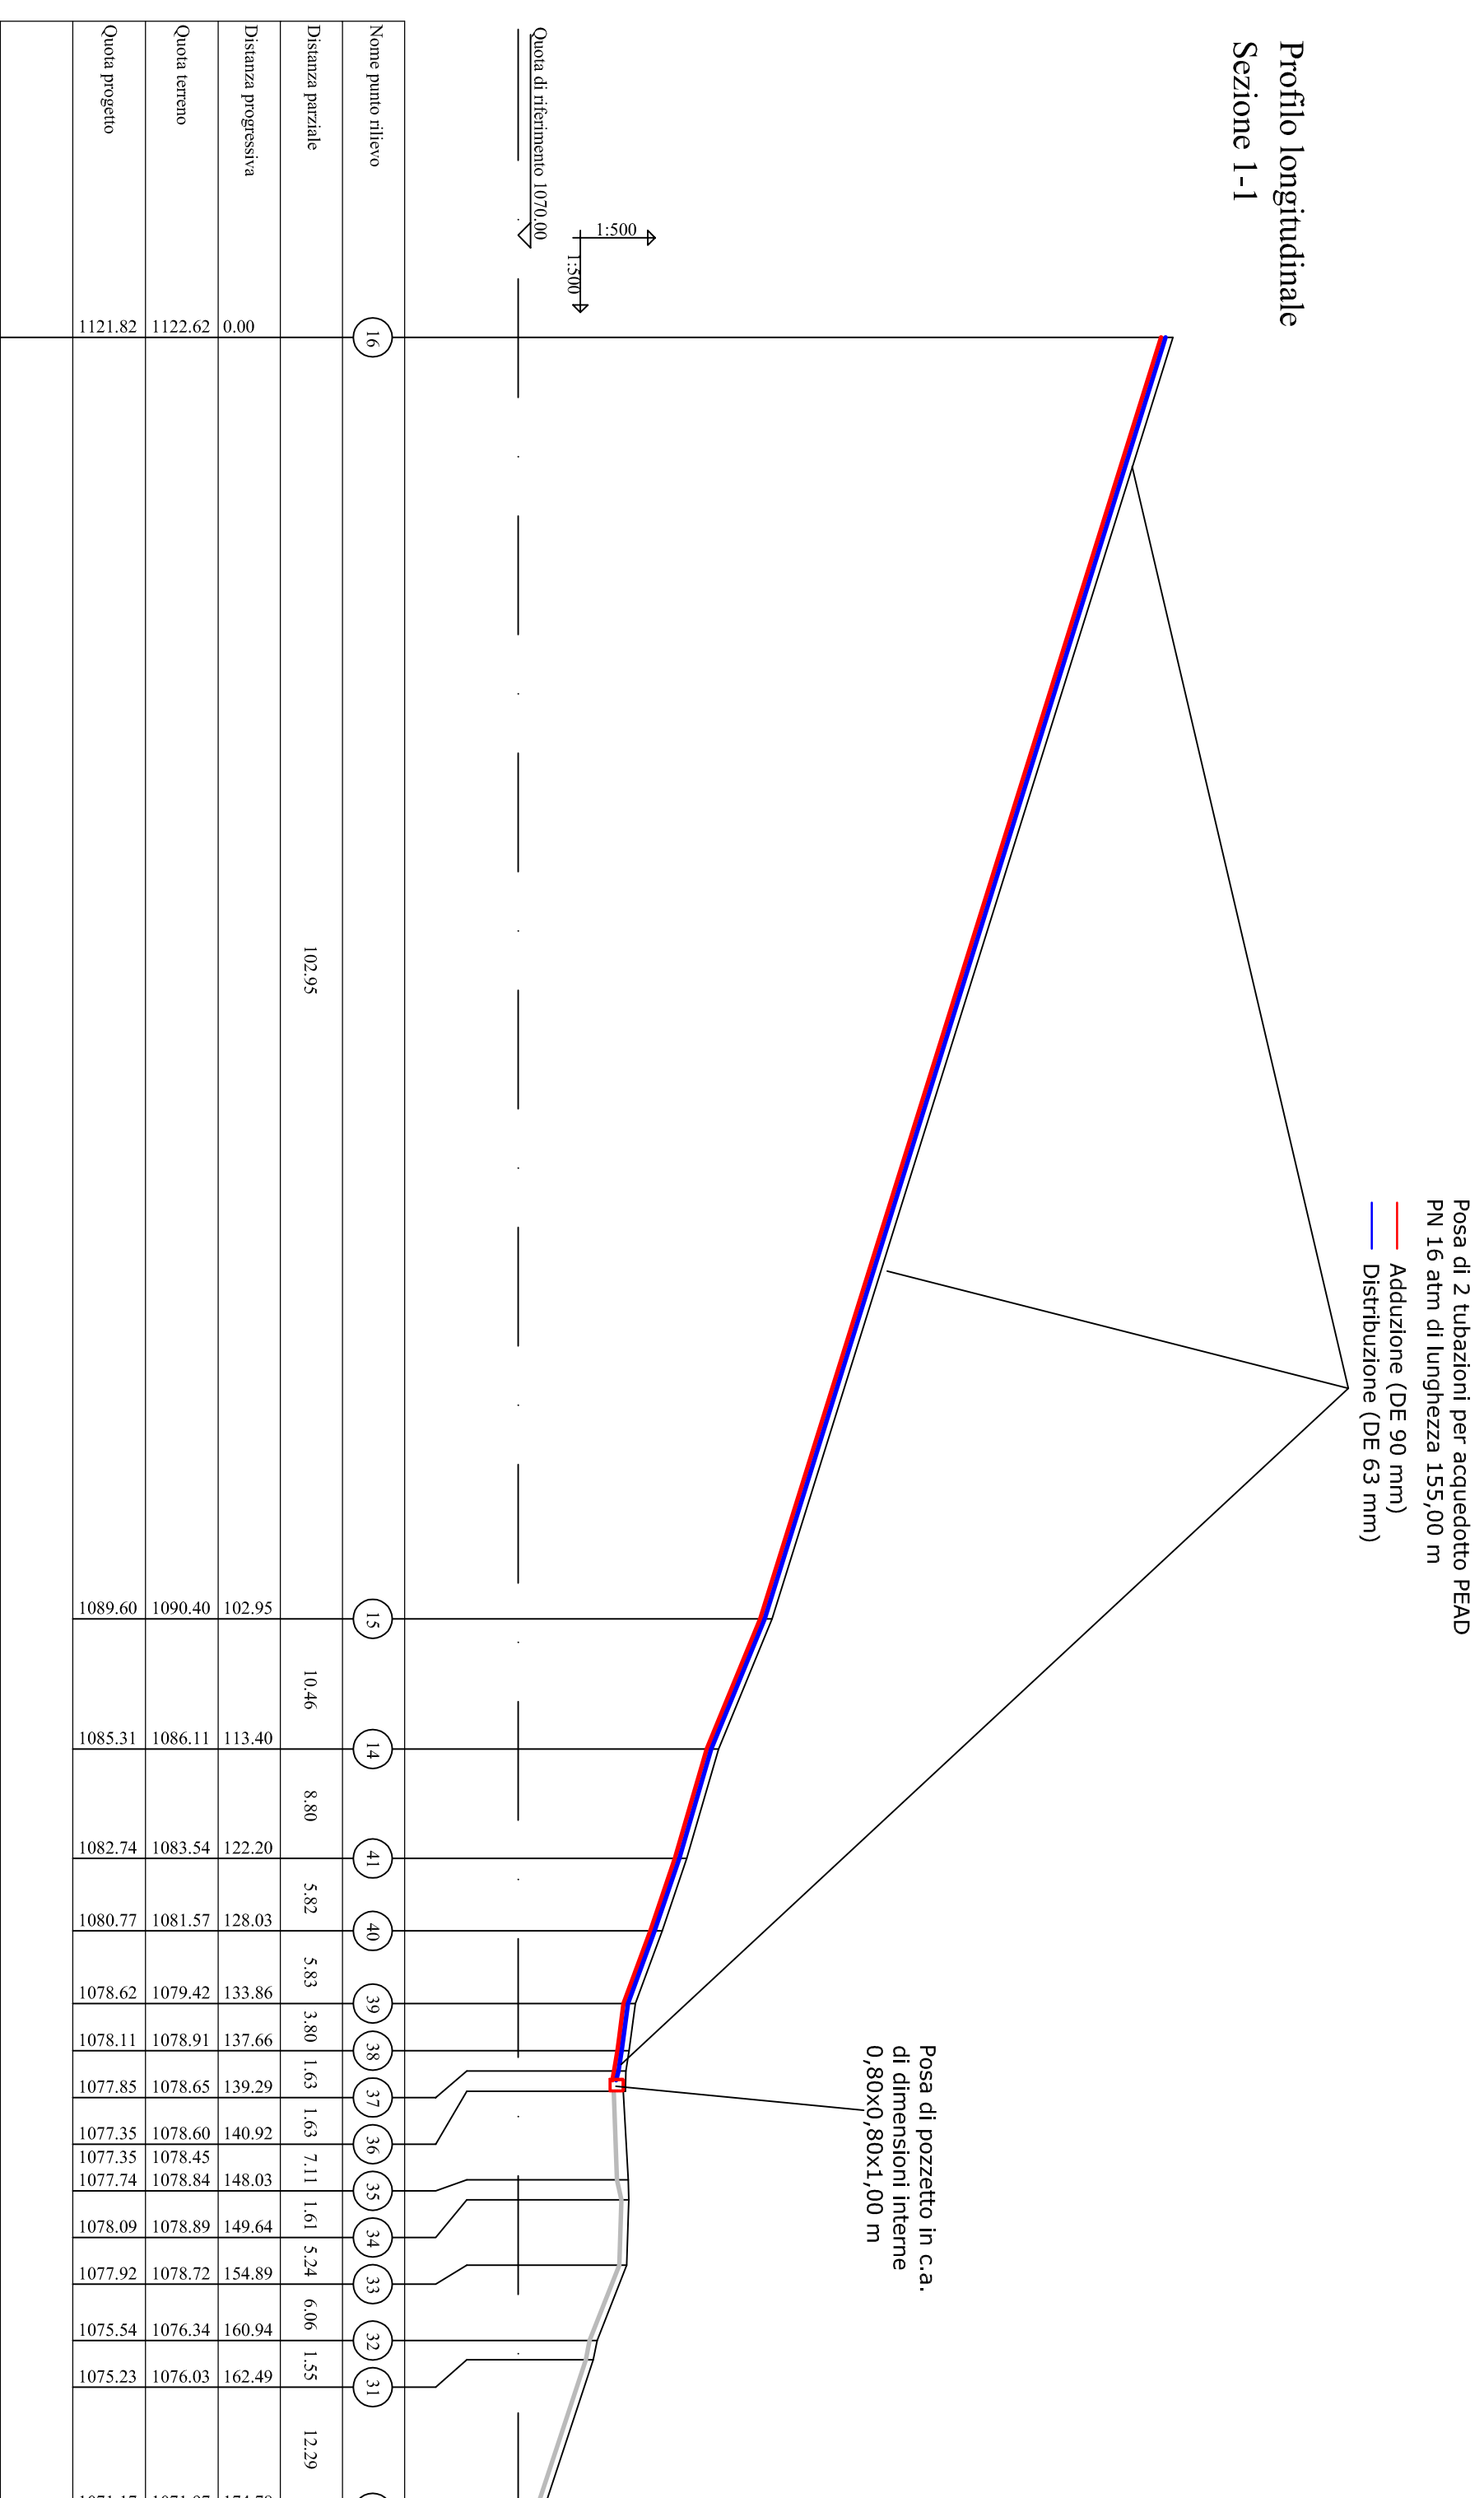 Profilo longitudinale
Sezione 1-1
Posa di 2 tubazioni per acquedotto PEAD
PN 16 atm di lunghezza 155,00 m
Adduzione (DE 90 mm)
Distribuzione (DE 63 mm)
Posa di pozzetto in c.a.
di dimensioni interne
0,80x0,80x1,00 m
1:500
1:500
Quota di riferimento 1070.00
Nome punto rilievo 16 15 14 41 40 39 38 37 36 35 34 33 32 31
Distanza parziale 102.95 10.46 8.80 5.82 5.83 3.80 1.63 1.63 7.11 1.61 5.24 6.06 1.55 12.29
Distanza progressiva 0.00 102.95 113.40 122.20 128.03 133.86 137.66 139.29 140.92 148.03 149.64 154.89 160.94 162.49
Quota terreno 1122.62 1090.40 1086.11 1083.54 1081.57 1079.42 1078.91 1078.65 1078.60 1078.45 1078.84 1078.89 1078.72 1076.34 1076.03
Quota progetto 1121.82 1089.60 1085.31 1082.74 1080.77 1078.62 1078.11 1077.85 1077.35 1077.35 1077.74 1078.09 1077.92 1075.54 1075.23